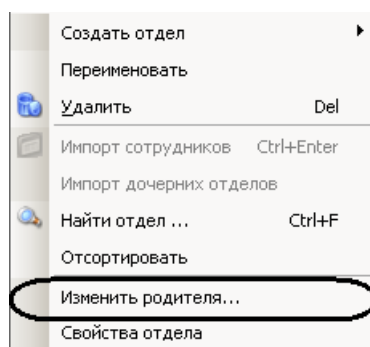 Создать отдел
Переименовать
Удалить Del
Импорт сотрудников Ctrl+Enter
Импорт дочерних отделов
Найти отдел ... Ctrl+F
Отсортировать
Изменить родителя...
Свойства отдела